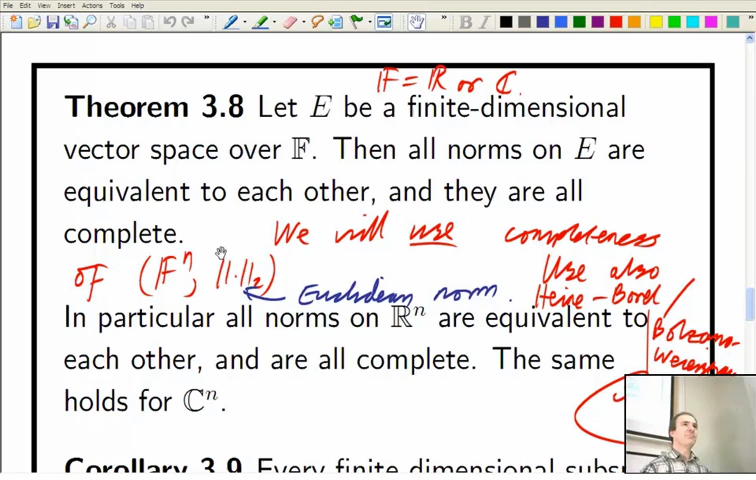 File Edit View Insert Actions Tools Help
𝔽 = ℝ or ℂ.
Theorem 3.8 Let E be a finite-dimensional
vector space over 𝔽. Then all norms on E are
equivalent to each other, and they are all
complete. We will use completeness
of (𝔽ⁿ, ||·||₂) Use also
Euclidean norm. Heine-Borel /
In particular all norms on ℝⁿ are equivalent to Bolzano-
each other, and are all complete. The same
holds for ℂⁿ.
Corollary 3.9 Every finite dimensional